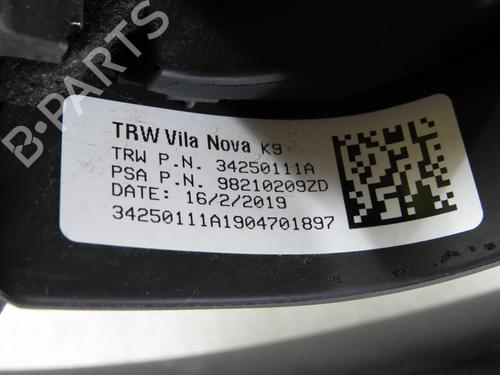 B-PARTS
TRW Vila Nova K9
TRW P.N. 34250111A
PSA P.N. 98210209ZD
DATE: 16/2/2019
34250111A1904701897